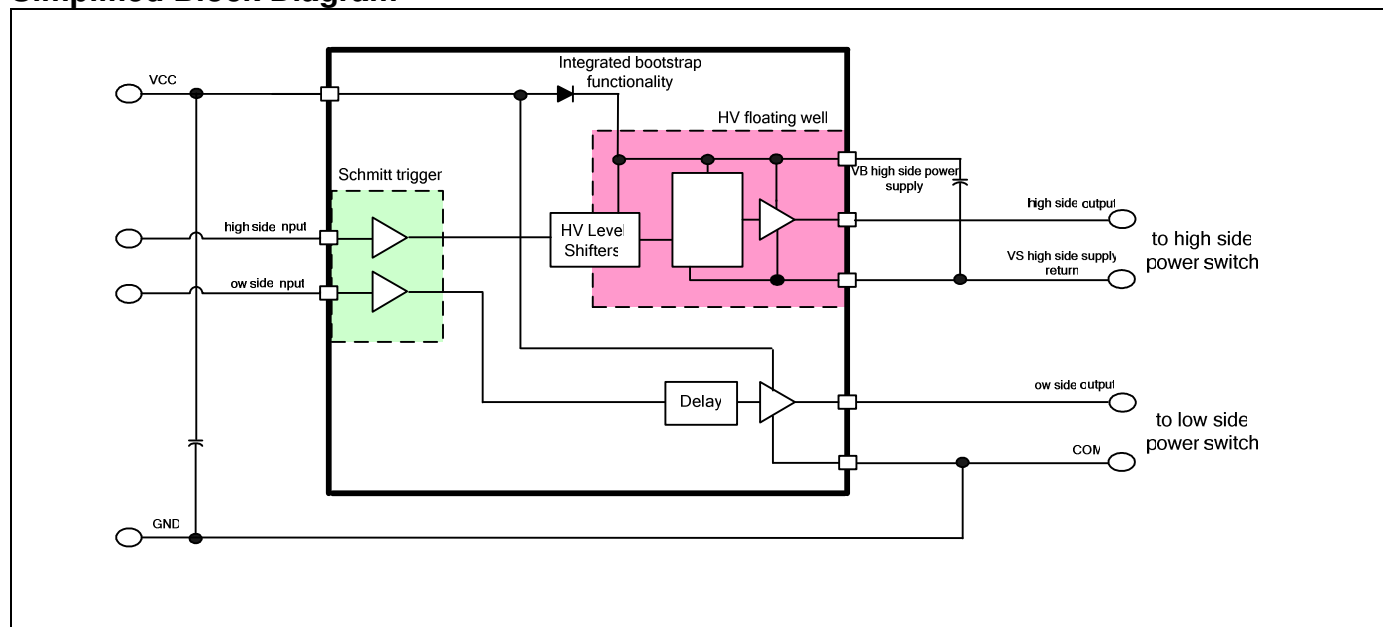 Simplified Block Diagram
VCC
Integrated bootstrap
functionality
HV floating well
Schmitt trigger
VB high side power
supply
high side nput
HV Level
Shifters
high side output
to high side
power switch
VS high side supply
return
ow side nput
ow side output
Delay
to low side
power switch
COM
GND